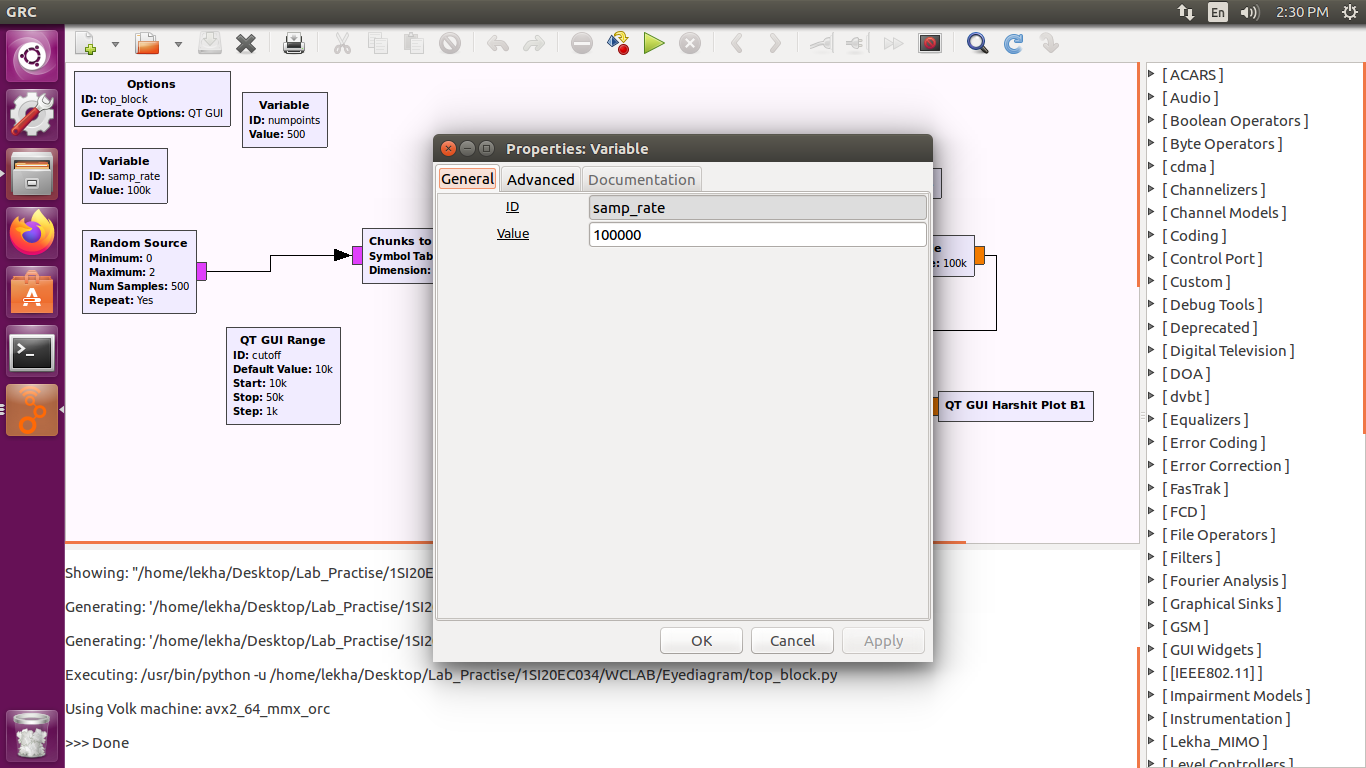 GRC
En
2:30 PM
Options
ID: top_block
Generate Options: QT GUI
Variable
ID: numpoints
Value: 500
Variable
ID: samp_rate
Value: 100k
Random Source
Minimum: 0
Maximum: 2
Num Samples: 500
Repeat: Yes
Chunks to
Symbol Tab
Dimension:
QT GUI Range
ID: cutoff
Default Value: 10k
Start: 10k
Stop: 50k
Step: 1k
Properties: Variable
General
Advanced
Documentation
ID
samp_rate
Value
100000
OK
Cancel
Apply
e
e: 100k
QT GUI Harshit Plot B1
Showing: "/home/lekha/Desktop/Lab_Practise/1SI20E
Generating: '/home/lekha/Desktop/Lab_Practise/1SI2
Generating: '/home/lekha/Desktop/Lab_Practise/1SI2
Executing: /usr/bin/python -u /home/lekha/Desktop/Lab_Practise/1SI20EC034/WCLAB/Eyediagram/top_block.py
Using Volk machine: avx2_64_mmx_orc
>>> Done
[ ACARS ]
[ Audio ]
[ Boolean Operators ]
[ Byte Operators ]
[ cdma ]
[ Channelizers ]
[ Channel Models ]
[ Coding ]
[ Control Port ]
[ Custom ]
[ Debug Tools ]
[ Deprecated ]
[ Digital Television ]
[ DOA ]
[ dvbt ]
[ Equalizers ]
[ Error Coding ]
[ Error Correction ]
[ FasTrak ]
[ FCD ]
[ File Operators ]
[ Filters ]
[ Fourier Analysis ]
[ Graphical Sinks ]
[ GSM ]
[ GUI Widgets ]
[ [IEEE802.11] ]
[ Impairment Models ]
[ Instrumentation ]
[ Lekha_MIMO ]
[ Level Controllers ]